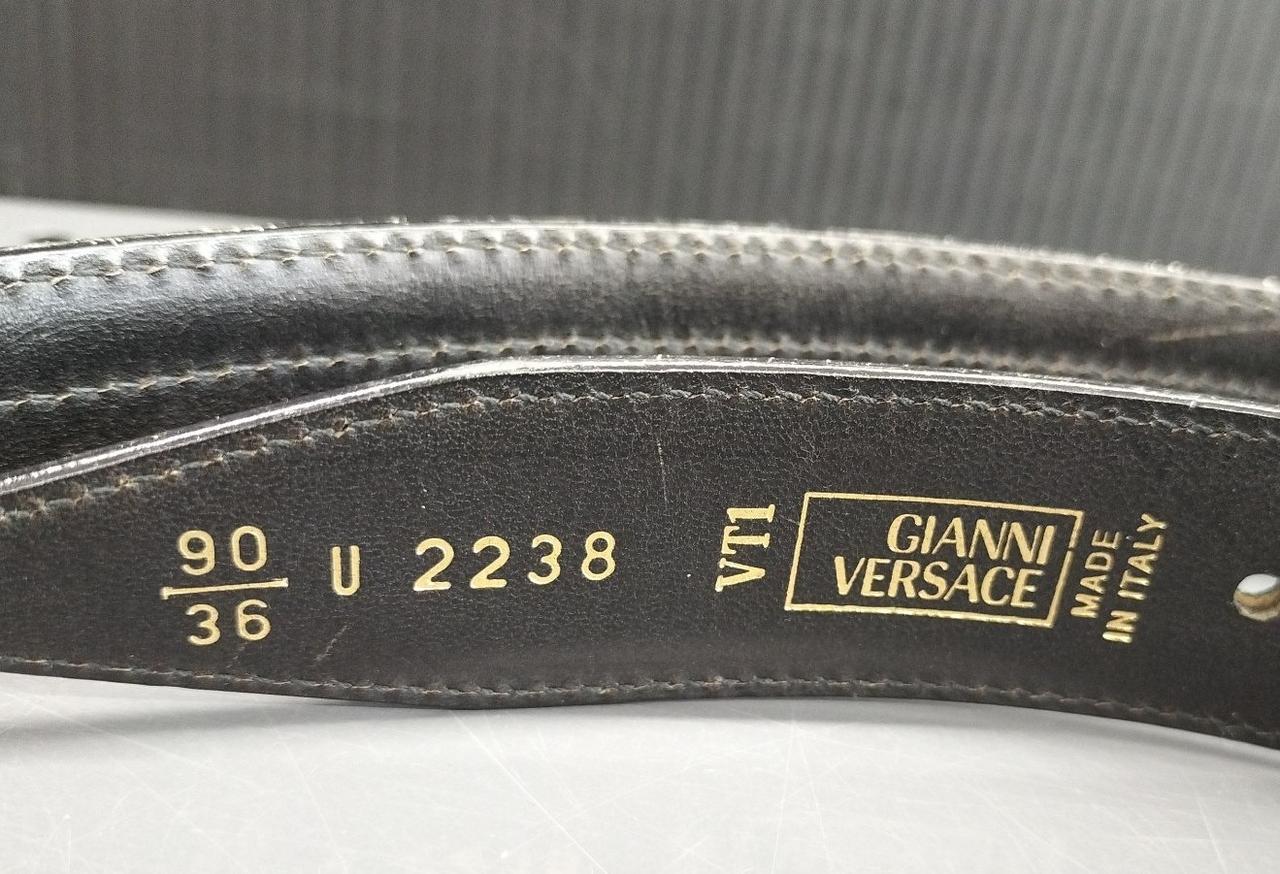 90
36
U 2238
VT1
GIANNI
VERSACE
MADE
IN ITALY